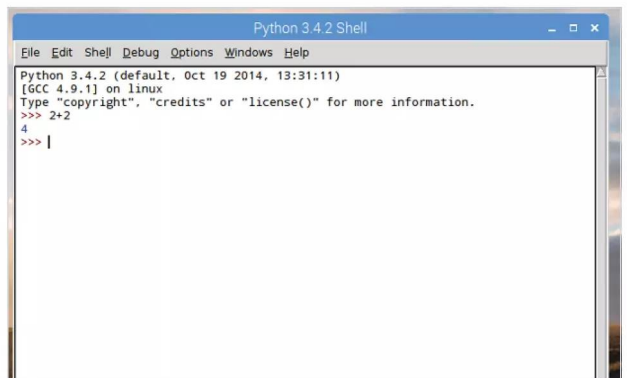 Python 3.4.2 Shell
File Edit Shell Debug Options Windows Help
Python 3.4.2 (default, Oct 19 2014, 13:31:11)
[GCC 4.9.1] on linux
Type "copyright", "credits" or "license()" for more information.
>>> 2+2
4
>>>